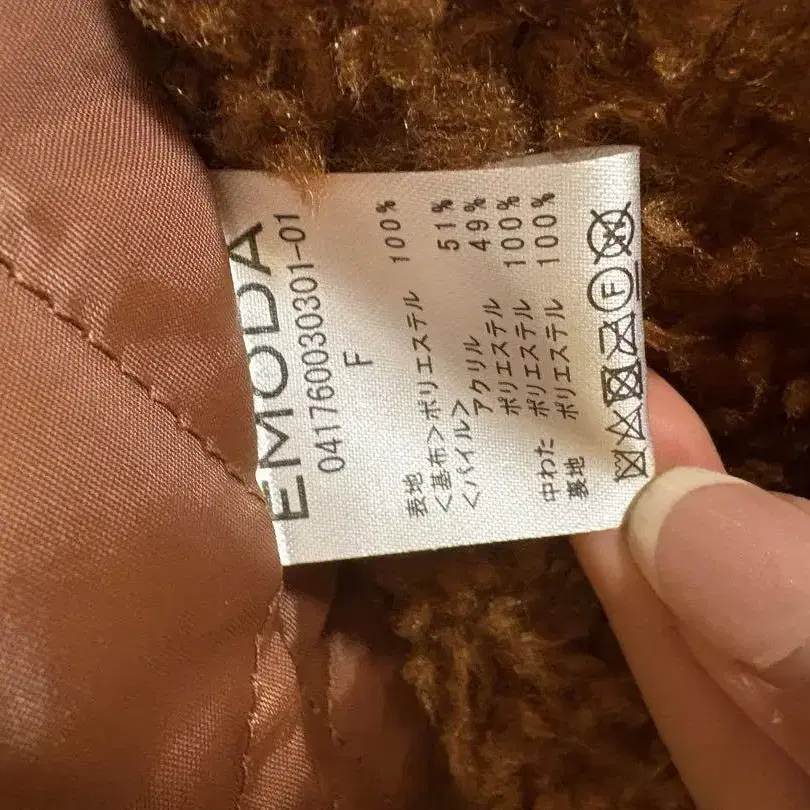 EMODA
041760030301-01
F
表地
<基布>ポリエステル 100%
<パイル>
アクリル 51%
ポリエステル 49%
中わた ポリエステル 100%
裏地 ポリエステル 100%
F